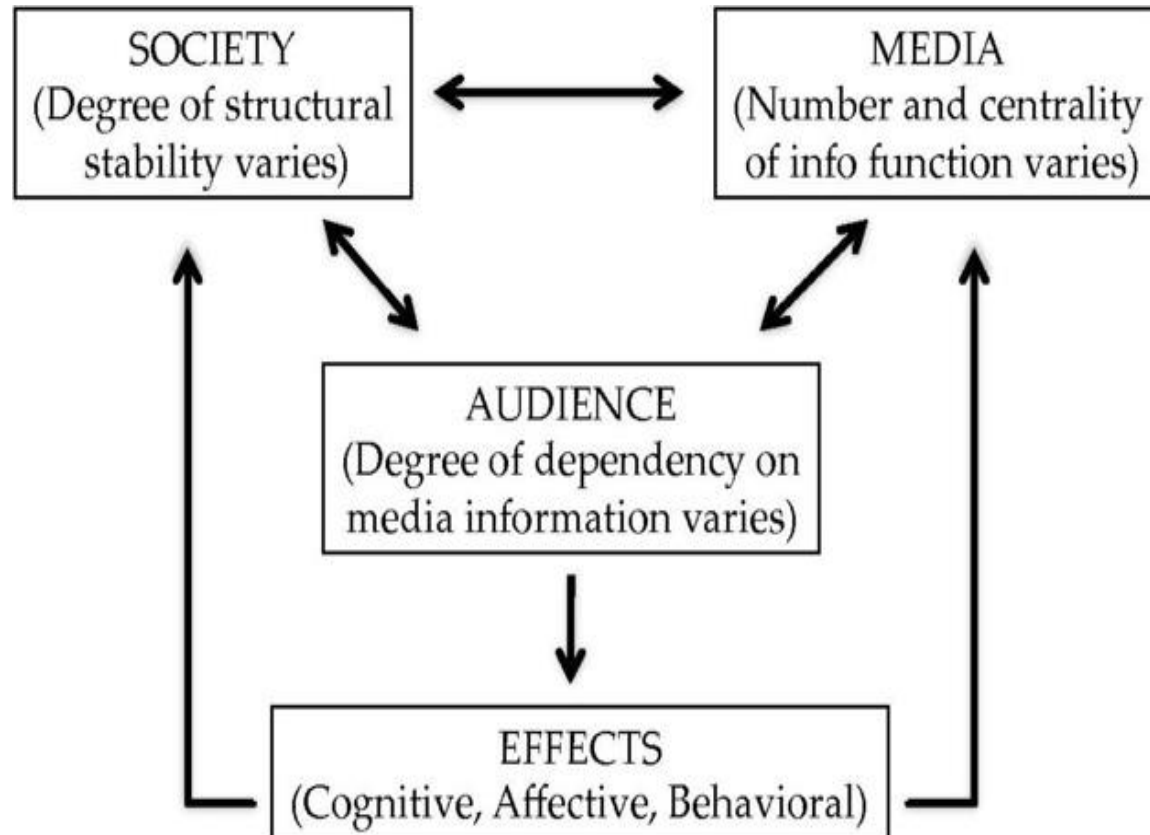 SOCIETY
(Degree of structural
stability varies)
MEDIA
(Number and centrality
of info function varies)
AUDIENCE
(Degree of dependency on
media information varies)
EFFECTS
(Cognitive, Affective, Behavioral)